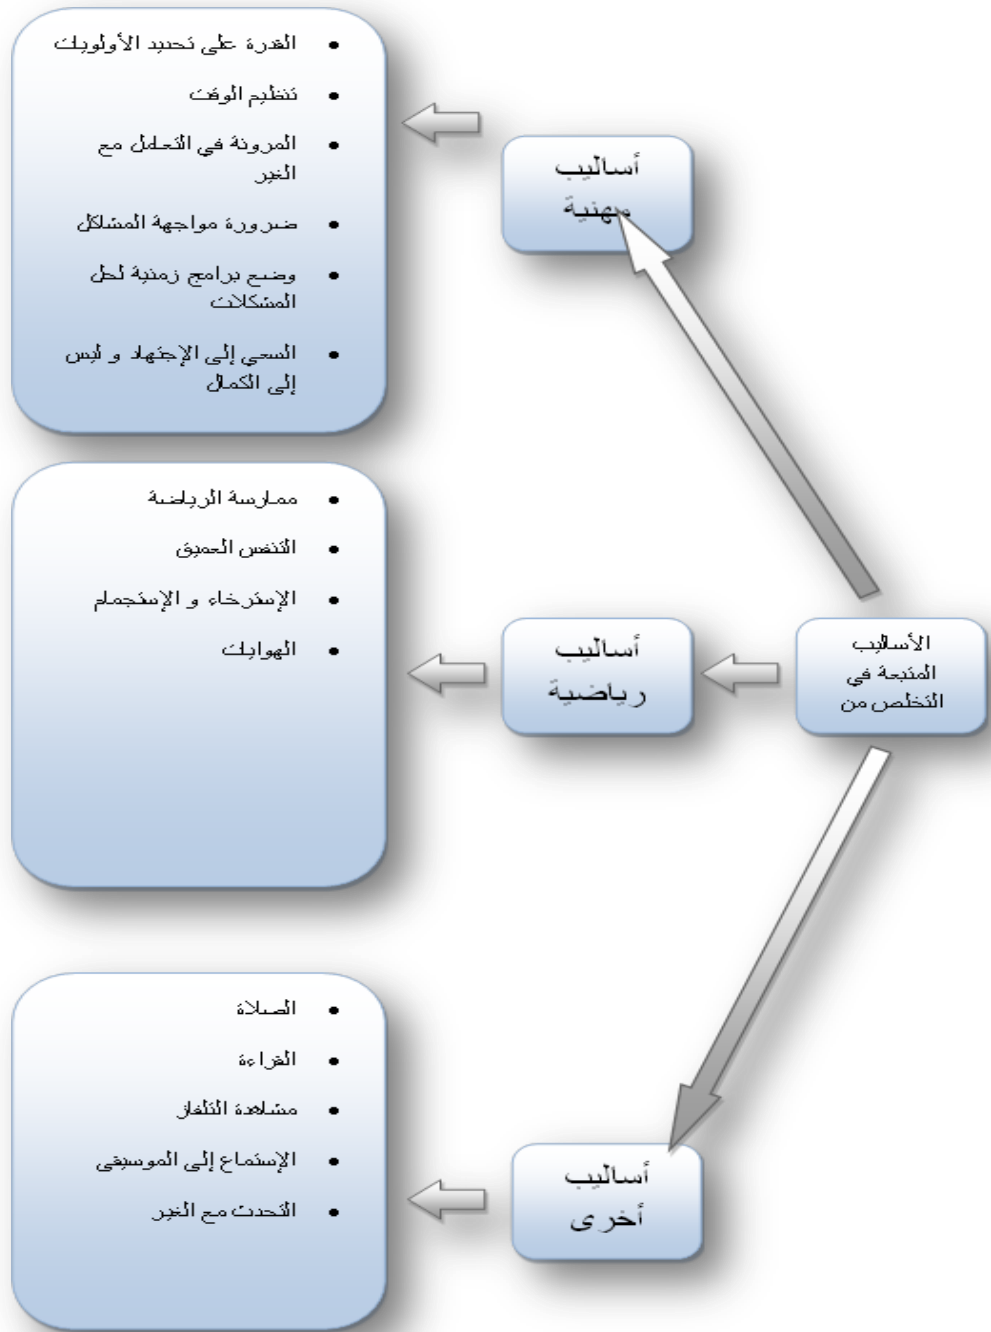 الأساليب
المتبعة في
التخلص من
أساليب
مهنية
القدرة على تحديد الأولويات
تنظيم الوقت
المرونة في التعامل مع
الغير
ضرورة مواجهة المشاكل
وضع برامج زمنية لحل
المشكلات
السعي إلى الإجتهاد و ليس
إلى الكمال
أساليب
رياضية
ممارسة الرياضة
التنفس العميق
الإسترخاء و الإستجمام
الهوايات
أساليب
أخرى
الصلاة
القراءة
مشاهدة التلفاز
الإستماع إلى الموسيقى
التحدث مع الغير